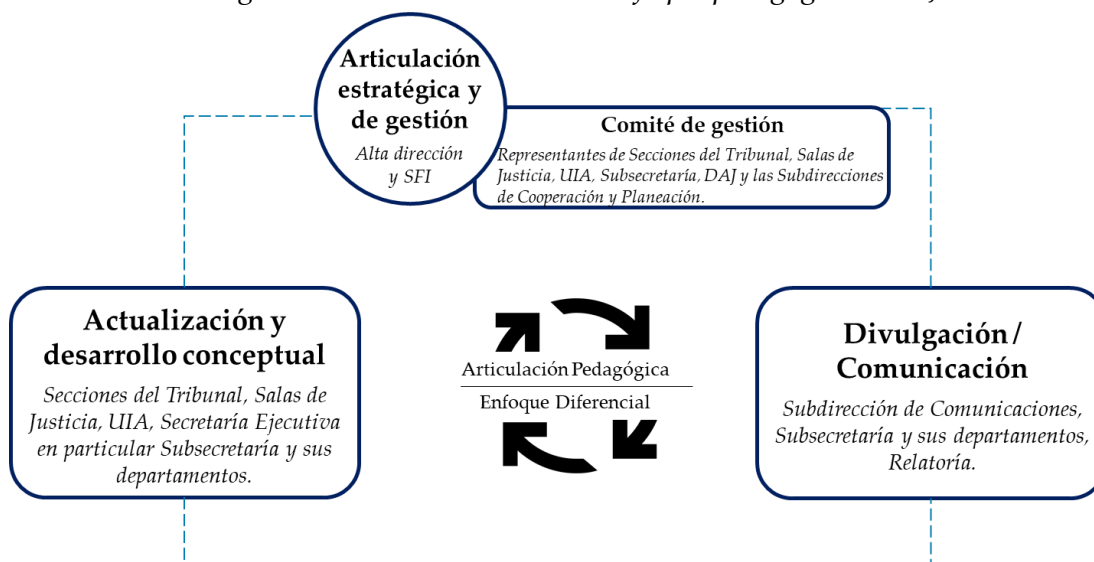 Articulación
estratégica y
de gestión
Alta dirección
y SFI
Comité de gestión
Representantes de Secciones del Tribunal, Salas de
Justicia, UIA, Subsecretaría, DAJ y las Subdirecciones
de Cooperación y Planeación.
Actualización y
desarrollo conceptual
Secciones del Tribunal, Salas de
Justicia, UIA, Secretaría Ejecutiva
en particular Subsecretaría y sus
departamentos.
Articulación Pedagógica
Enfoque Diferencial
Divulgación /
Comunicación
Subdirección de Comunicaciones,
Subsecretaría y sus departamentos,
Relatoría.